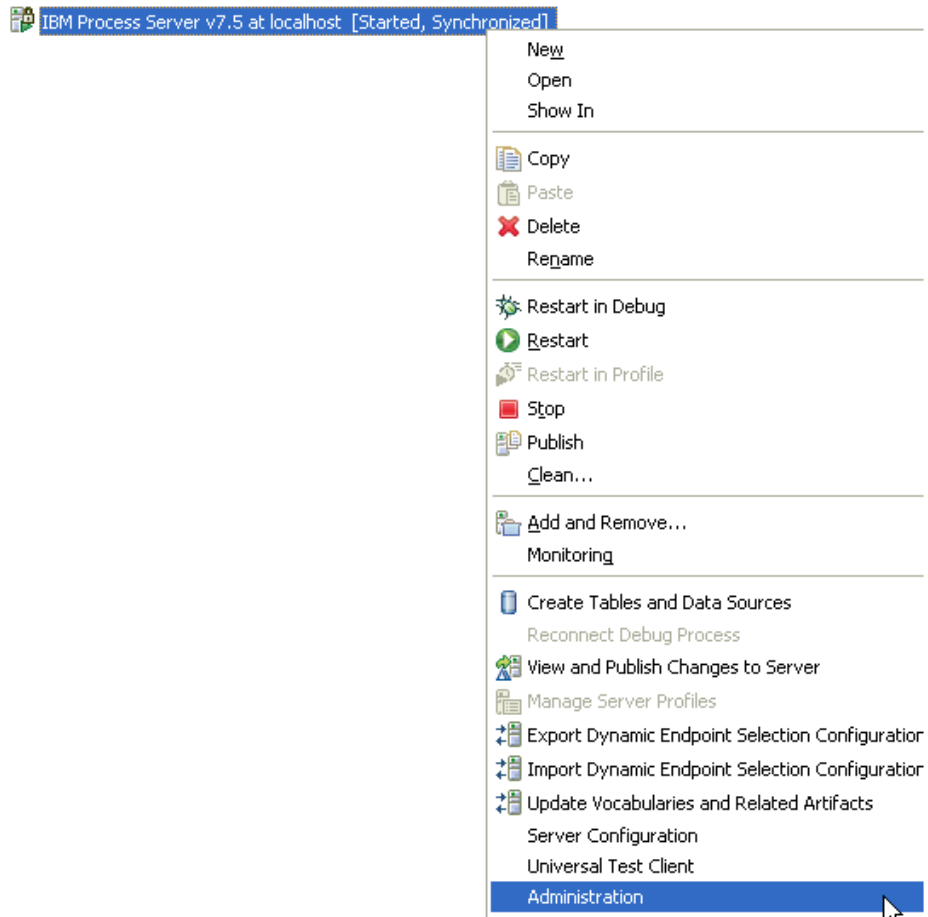 IBM Process Server v7.5 at localhost [Started, Synchronized]
New
Open
Show In
Copy
Paste
Delete
Rename
Restart in Debug
Restart
Restart in Profile
Stop
Publish
Clean...
Add and Remove...
Monitoring
Create Tables and Data Sources
Reconnect Debug Process
View and Publish Changes to Server
Manage Server Profiles
Export Dynamic Endpoint Selection Configuration
Import Dynamic Endpoint Selection Configuration
Update Vocabularies and Related Artifacts
Server Configuration
Universal Test Client
Administration